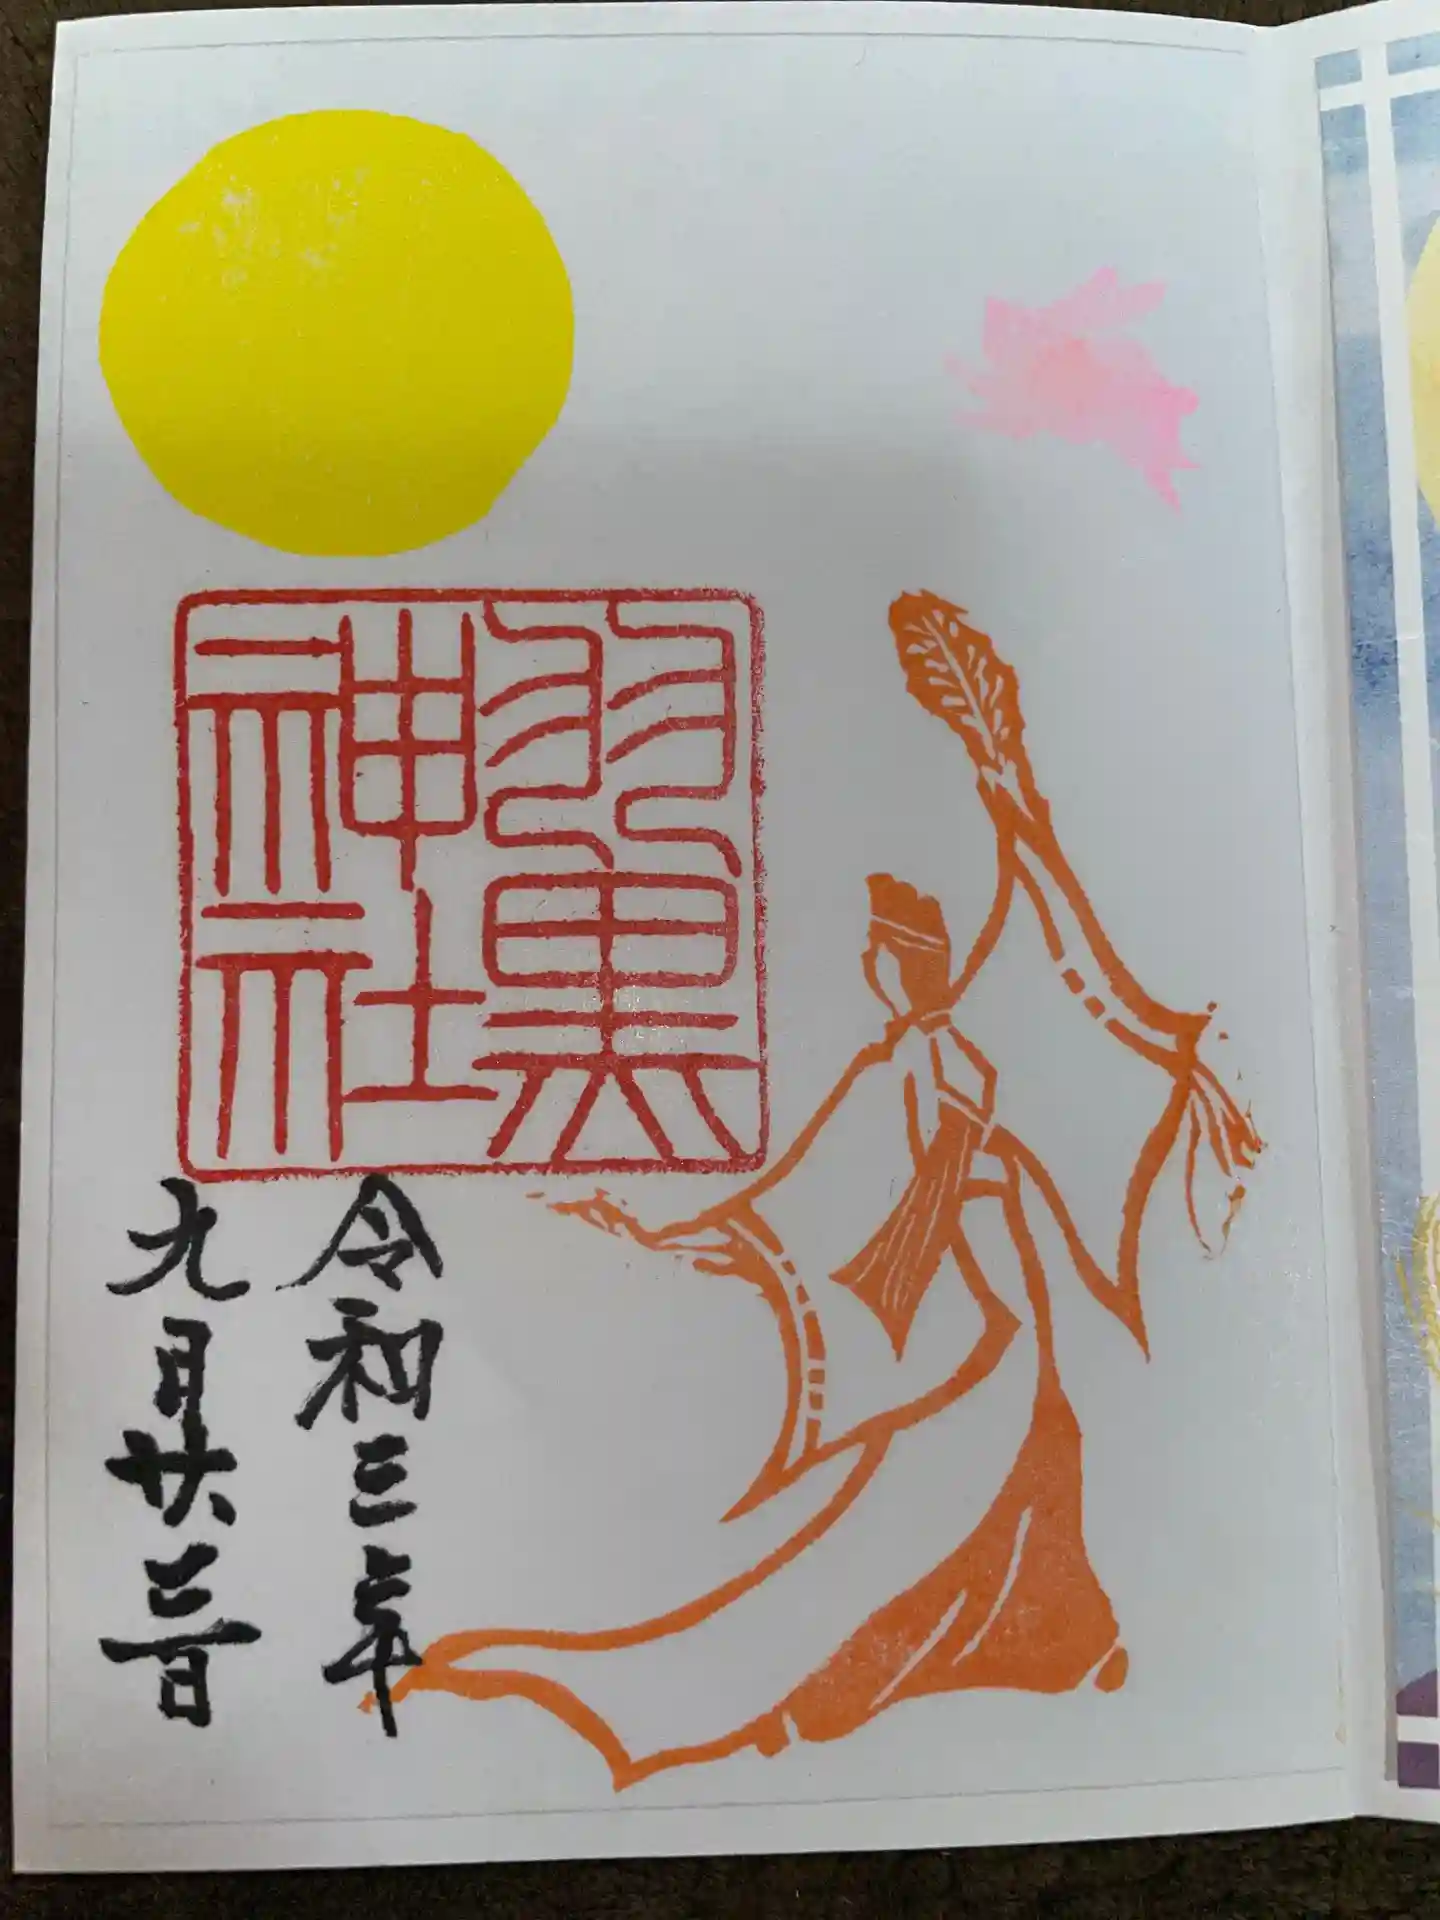 羽黒
神社
令和三年
九月廿三日